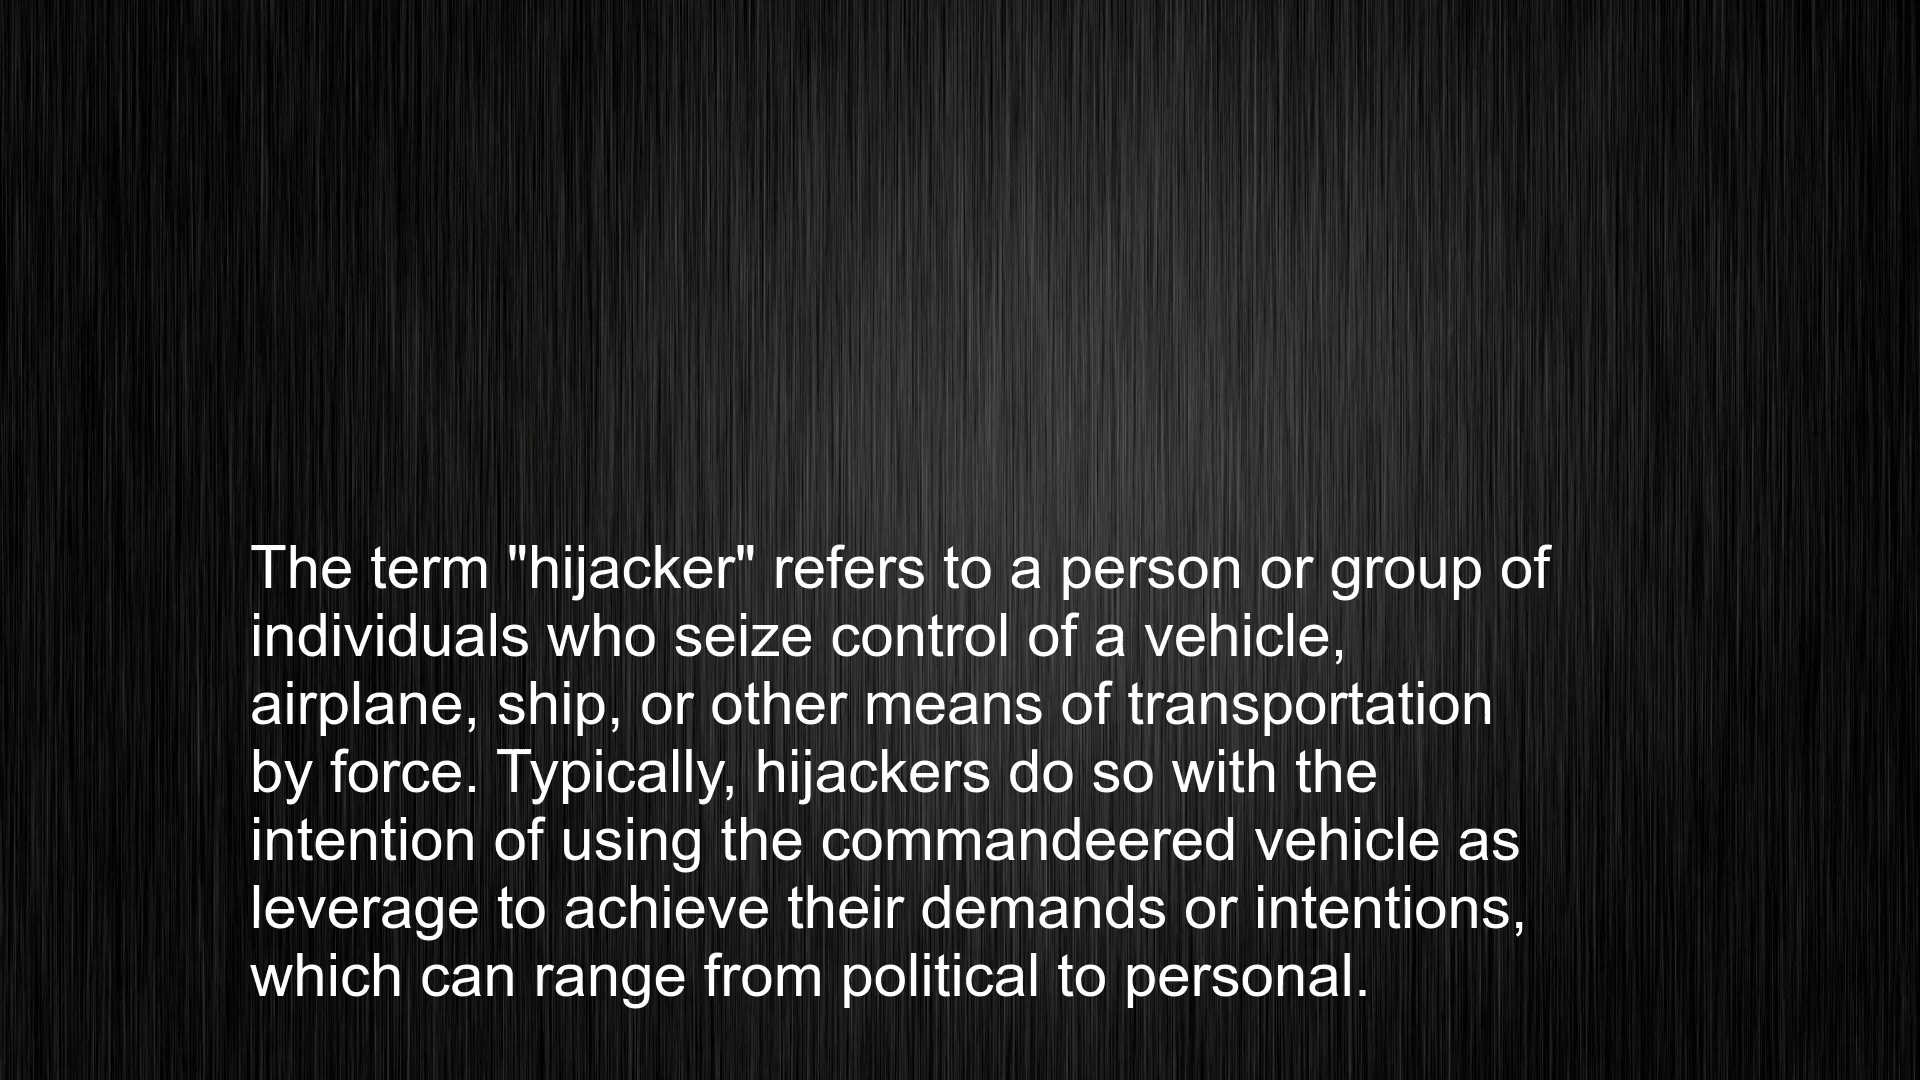 The term "hijacker" refers to a person or group of
individuals who seize control of a vehicle,
airplane, ship, or other means of transportation
by force. Typically, hijackers do so with the
intention of using the commandeered vehicle as
leverage to achieve their demands or intentions,
which can range from political to personal.